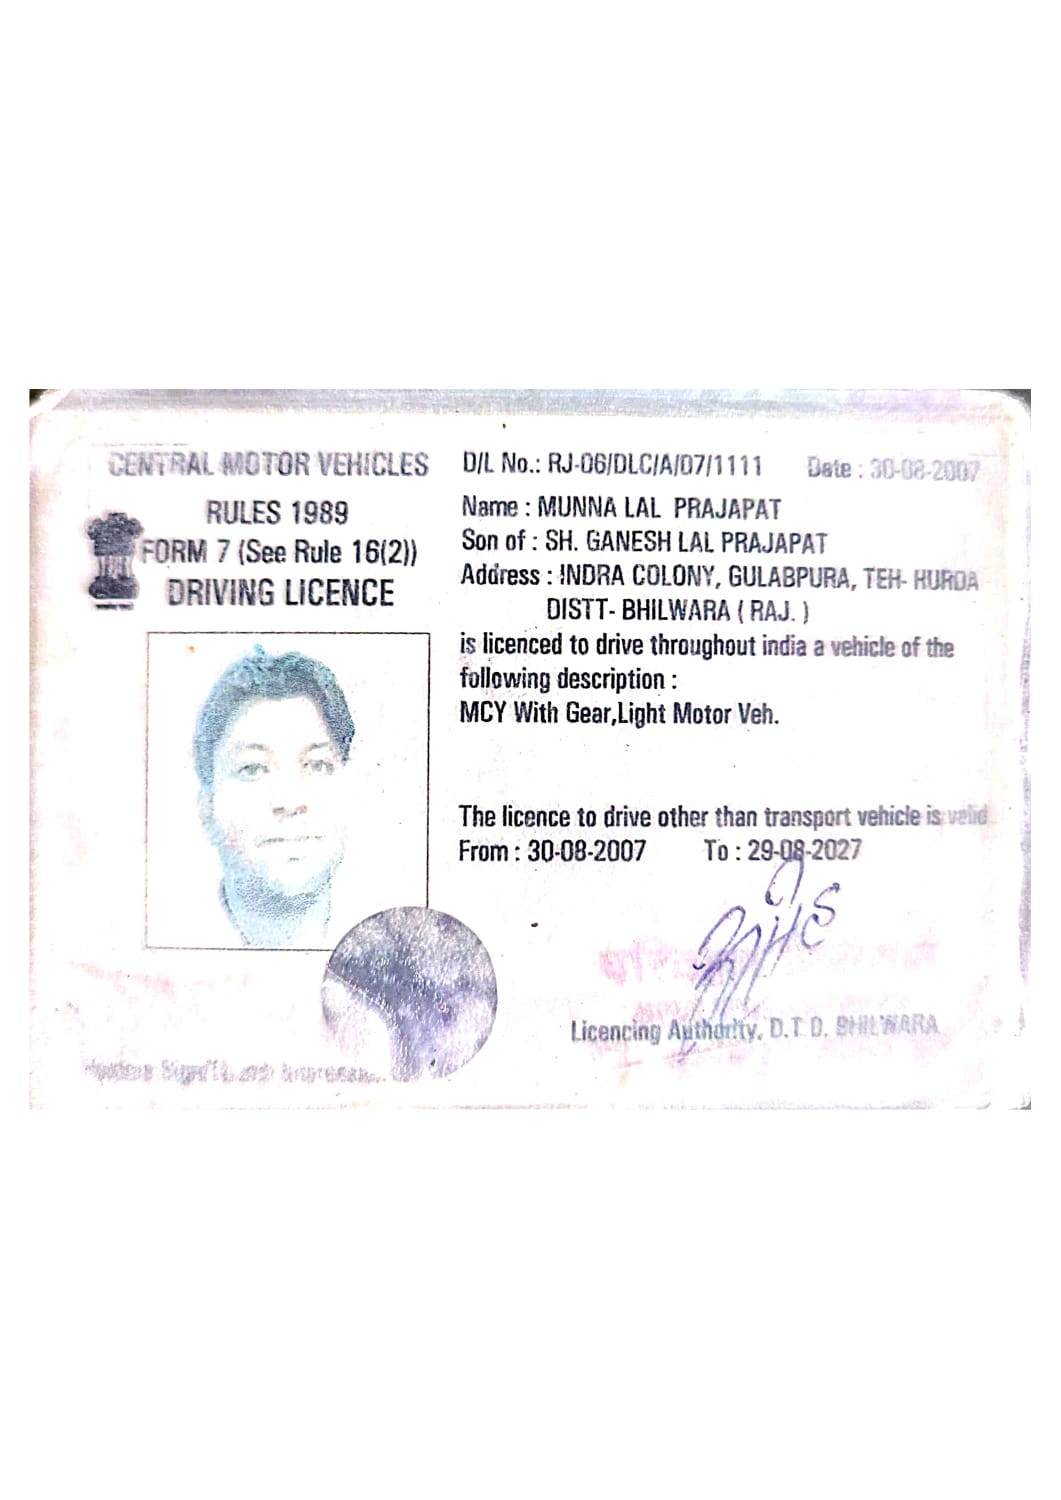 CENTRAL MOTOR VEHICLES
RULES 1989
FORM 7 (See Rule 16(2))
DRIVING LICENCE
D/L No.: RJ-06/DLC/A/07/1111 Date : 30-08-2007
Name : MUNNA LAL PRAJAPAT
Son of : SH. GANESH LAL PRAJAPAT
Address : INDRA COLONY, GULABPURA, TEH- HURDA
DISTT- BHILWARA ( RAJ. )
is licenced to drive throughout india a vehicle of the
following description :
MCY With Gear,Light Motor Veh.
The licence to drive other than transport vehicle is valid
From : 30-08-2007 To : 29-08-2027
Licencing Authority, D.T.O. BHILWARA